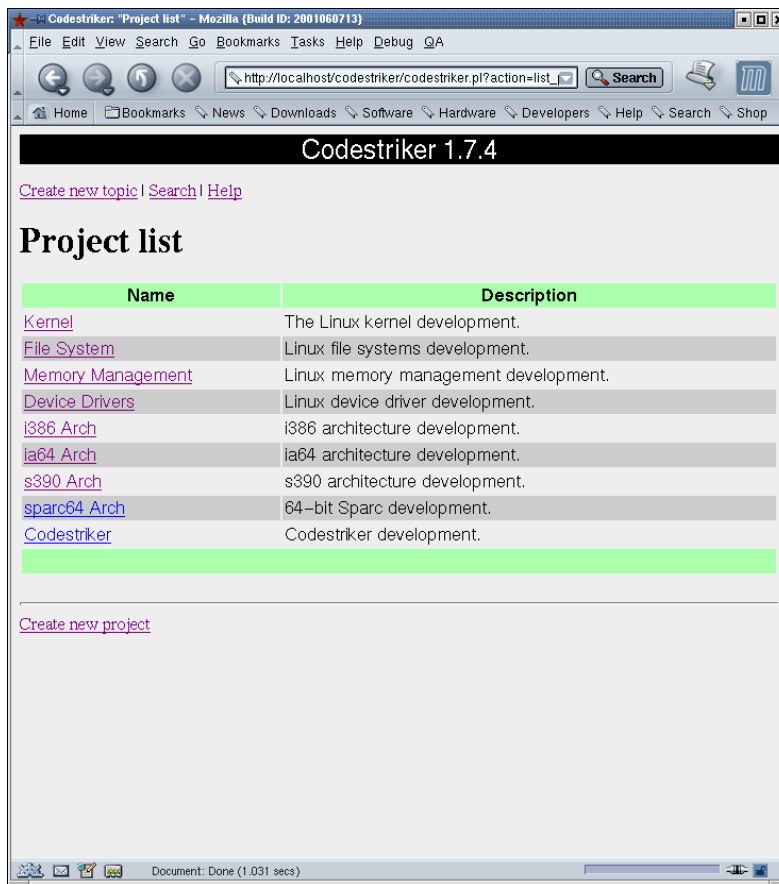 Codestriker: "Project list" – Mozilla {Build ID: 2001060713}
File Edit View Search Go Bookmarks Tasks Help Debug QA
http://localhost/codestriker/codestriker.pl?action=list_ Search
Home Bookmarks News Downloads Software Hardware Developers Help Search Shop
Codestriker 1.7.4
Create new topic | Search | Help
Project list
Name Description
Kernel The Linux kernel development.
File System Linux file systems development.
Memory Management Linux memory management development.
Device Drivers Linux device driver development.
i386 Arch i386 architecture development.
ia64 Arch ia64 architecture development.
s390 Arch s390 architecture development.
sparc64 Arch 64–bit Sparc development.
Codestriker Codestriker development.
Create new project
Document: Done (1.031 secs)